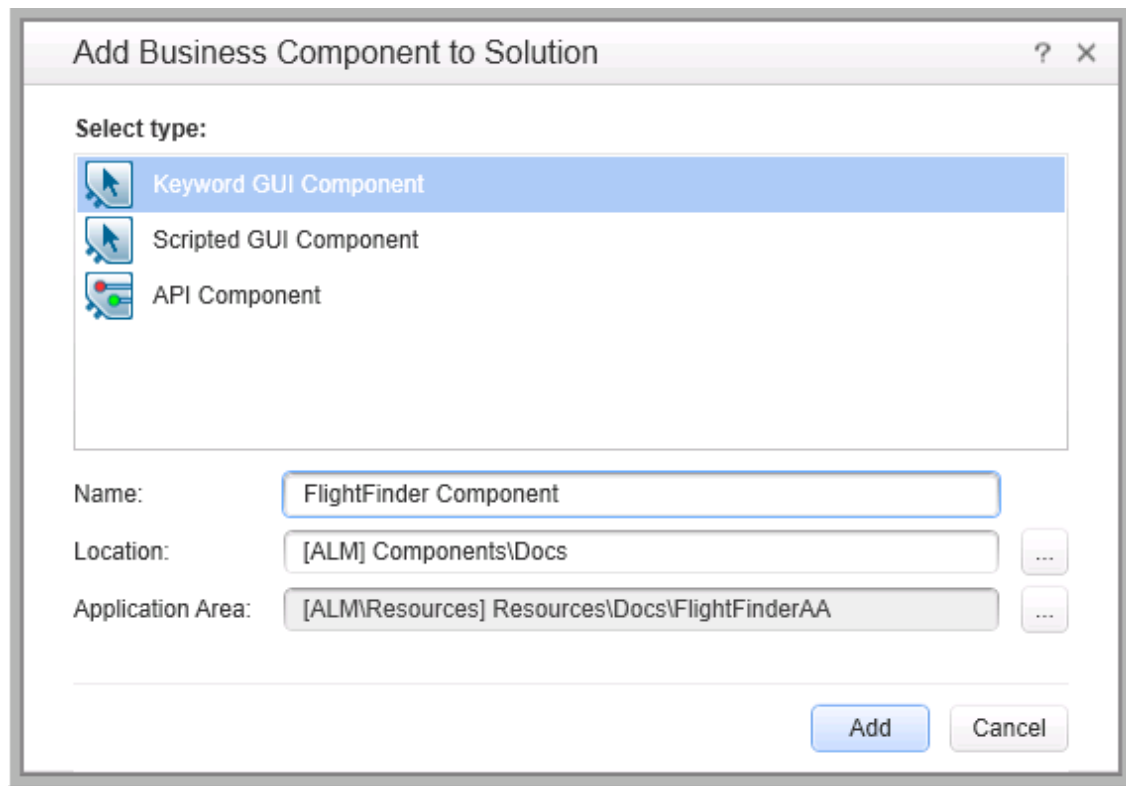 Add Business Component to Solution ? ×
Select type:
Keyword GUI Component
Scripted GUI Component
API Component
Name: FlightFinder Component
Location: [ALM] Components\Docs ...
Application Area: [ALM\Resources] Resources\Docs\FlightFinderAA ...
Add Cancel